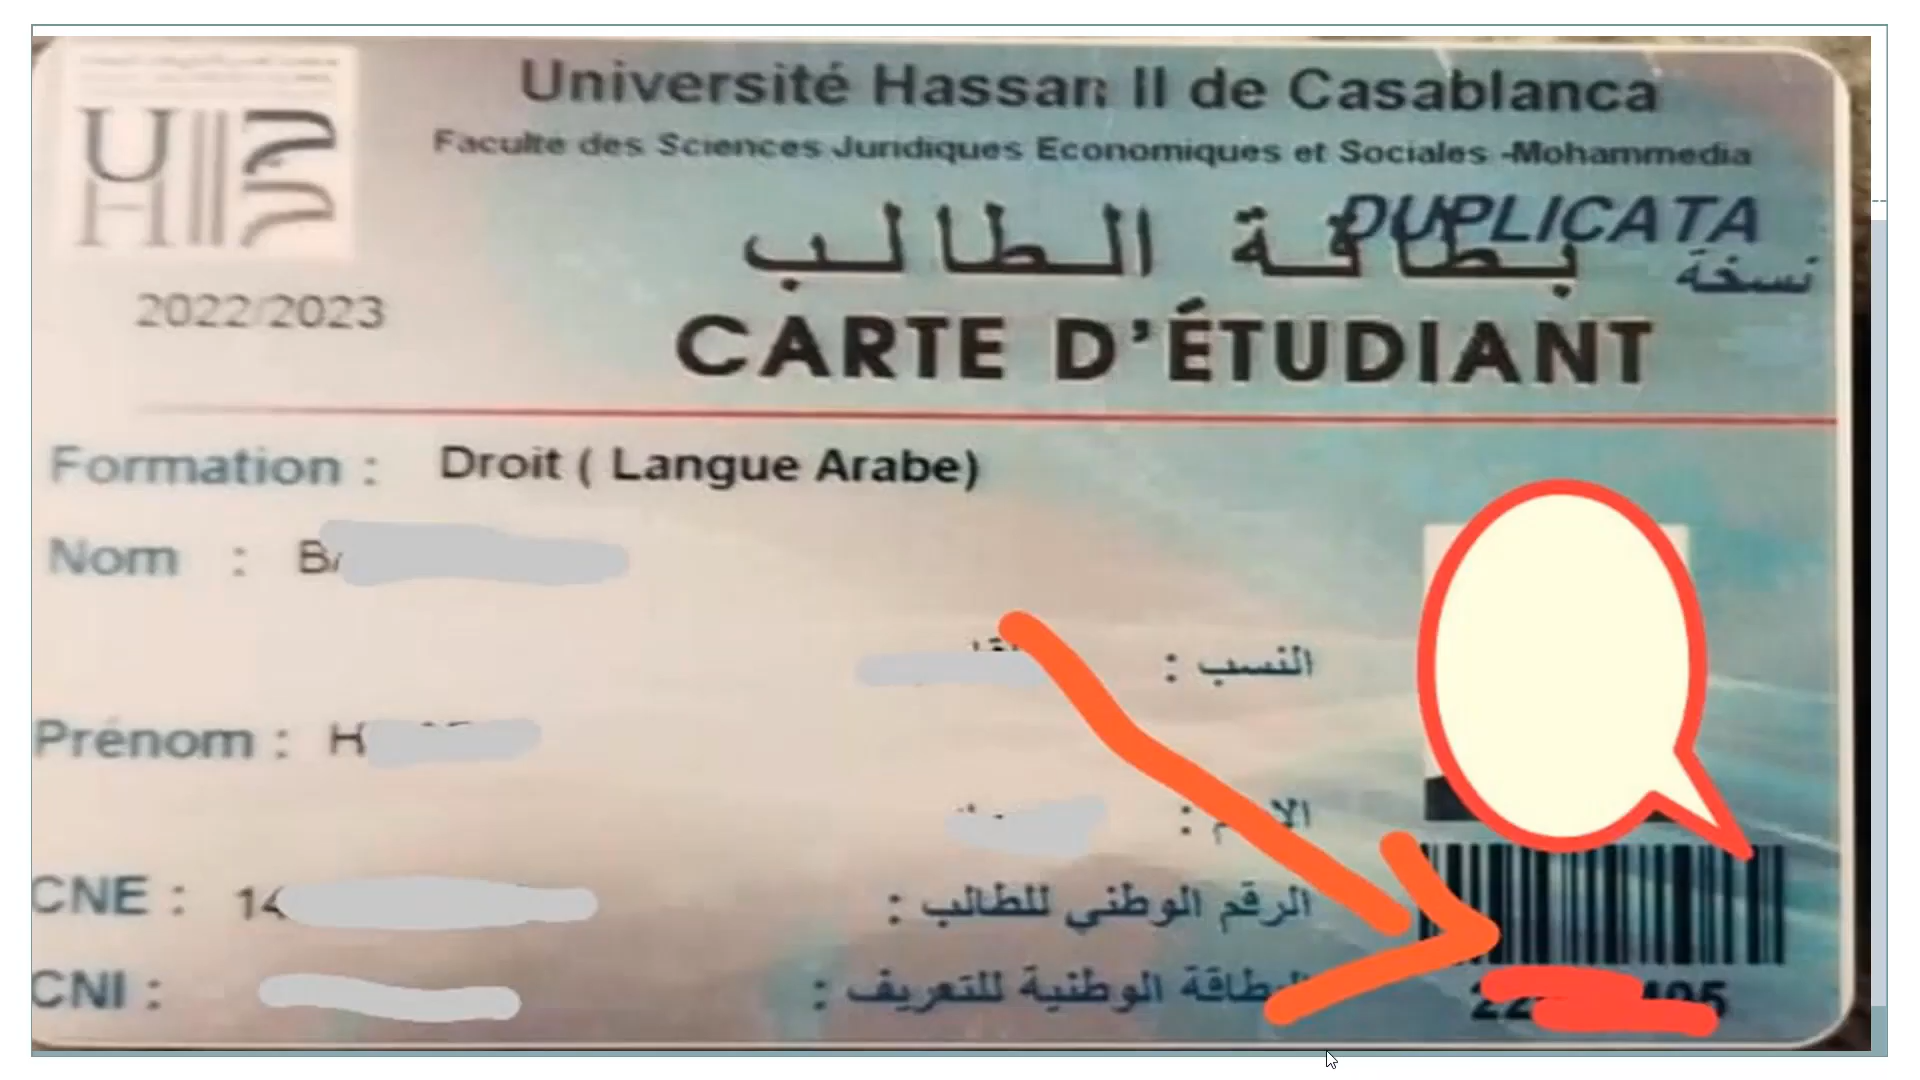 UH
2022/2023
Université Hassan II de Casablanca
Faculte des Sciences Juridiques Economiques et Sociales -Mohammedia
DUPLICATA
بطاقة الطالب
نسخة
CARTE D'ÉTUDIANT
Formation : Droit ( Langue Arabe)
Nom :
النسب :
Prénom :
CNE :
الرقم الوطني للطالب :
CNI :
البطاقة الوطنية للتعريف :